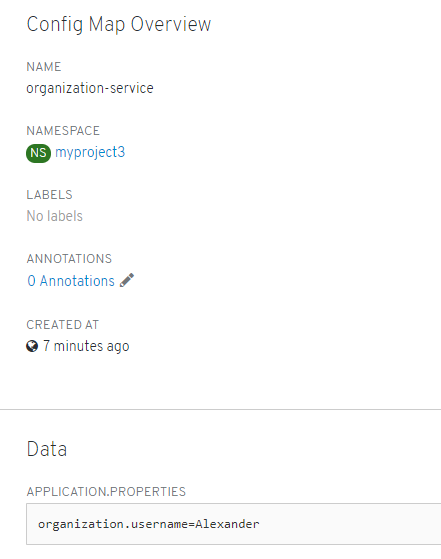 Config Map Overview
NAME
organization-service
NAMESPACE
NS myproject3
LABELS
No labels
ANNOTATIONS
0 Annotations
CREATED AT
7 minutes ago
Data
APPLICATION.PROPERTIES
organization.username=Alexander